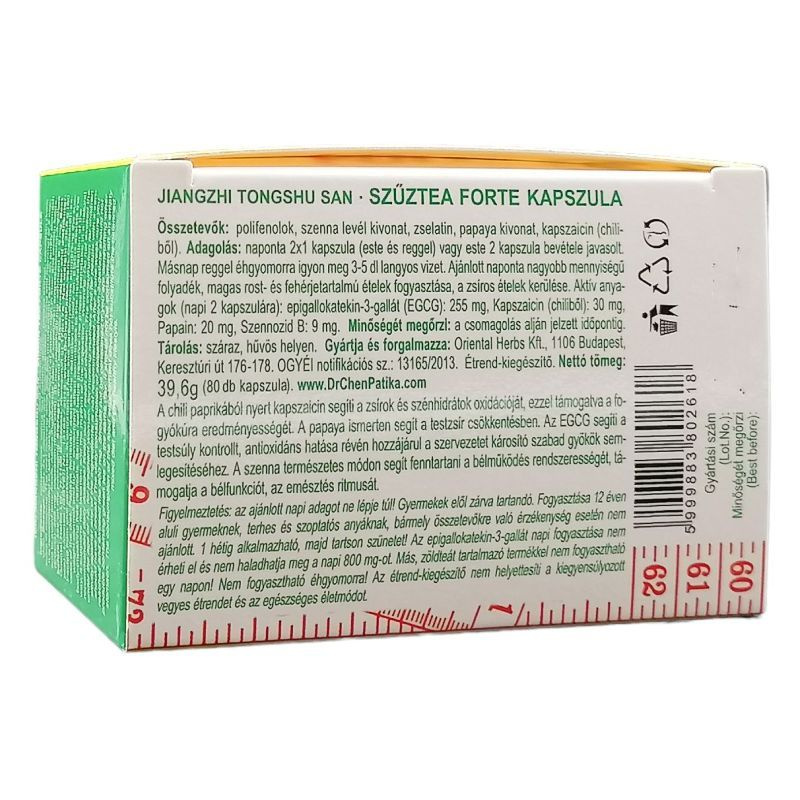 JIANGZHI TONGSHU SAN · SZŰZTEA FORTE KAPSZULA
Összetevők: polifenolok, szenna levél kivonat, zselatin, papaya kivonat, kapszaicin (chili-
ből). Adagolás: naponta 2x1 kapszula (este és reggel) vagy este 2 kapszula bevétele javasolt.
Másnap reggel éhgyomorra igyon meg 3-5 dl langyos vizet. Ajánlott naponta nagyobb mennyiségű
folyadék, magas rost- és fehérjetartalmú ételek fogyasztása, a zsíros ételek kerülése. Aktív anya-
gok (napi 2 kapszulára): epigallokatekin-3-gallát (EGCG): 255 mg, Kapszaicin (chiliből): 30 mg,
Papain: 20 mg, Szennozid B: 9 mg. Minőségét megőrzi: a csomagolás alján jelzett időpontig.
Tárolás: száraz, hűvös helyen. Gyártja és forgalmazza: Oriental Herbs Kft., 1106 Budapest,
Keresztúri út 176-178. OGYÉI notifikációs sz.: 13165/2013. Étrend-kiegészítő. Nettó tömeg:
39,6g (80 db kapszula). www.DrChenPatika.com
A chili paprikából nyert kapszaicin segíti a zsírok és szénhidrátok oxidációját, ezzel támogatva a fo-
gyókúra eredményességét. A papaya ismerten segít a testzsír csökkentésben. Az EGCG segíti a
testsúly kontrollt, antioxidáns hatása révén hozzájárul a szervezetet károsító szabad gyökök sem-
legesítéséhez. A szenna természetes módon segít fenntartani a bélműködés rendszerességét, tá-
mogatja a bélfunkciót, az emésztés ritmusát.
Figyelmeztetés: az ajánlott napi adagot ne lépje túl! Gyermekek elől zárva tartandó. Fogyasztása 12 éven
aluli gyermeknek, terhes és szoptatós anyáknak, bármely összetevőkre való érzékenység esetén nem
ajánlott. 1 hétig alkalmazható, majd tartson szünetet! Az epigallokatekin-3-gallát napi fogyasztása nem
érheti el és nem haladhatja meg a napi 800 mg-ot. Más, zöldteát tartalmazó termékkel nem fogyasztható
egy napon! Nem fogyasztható éhgyomorra! Az étrend-kiegészítő nem helyettesíti a kiegyensúlyozott
vegyes étrendet és az egészséges életmódot.
5 999883 802618
Gyártási szám
(Lot.No.):
Minőségét megőrzi
(Best before):
9
72
1
62
61
60